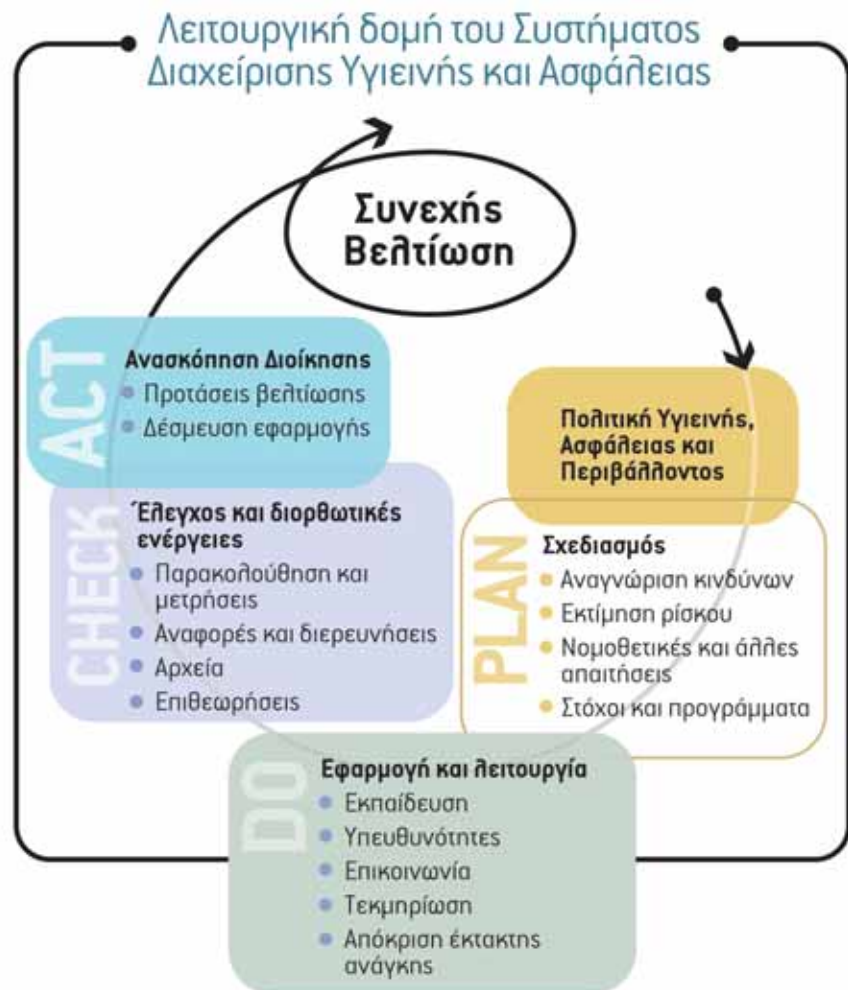 Λειτουργική δομή του Συστήματος
Διαχείρισης Υγιεινής και Ασφάλειας
Συνεχής
Βελτίωση
ACT
Ανασκόπηση Διοίκησης
Προτάσεις βελτίωσης
Δέσμευση εφαρμογής
Πολιτική Υγιεινής,
Ασφάλειας και
Περιβάλλοντος
CHECK
Έλεγχος και διορθωτικές
ενέργειες
Παρακολούθηση και
μετρήσεις
Αναφορές και διερευνήσεις
Αρχεία
Επιθεωρήσεις
PLAN
Σχεδιασμός
Αναγνώριση κινδύνων
Εκτίμηση ρίσκου
Νομοθετικές και άλλες
απαιτήσεις
Στόχοι και προγράμματα
DO
Εφαρμογή και λειτουργία
Εκπαίδευση
Υπευθυνότητες
Επικοινωνία
Τεκμηρίωση
Απόκριση έκτακτης
ανάγκης